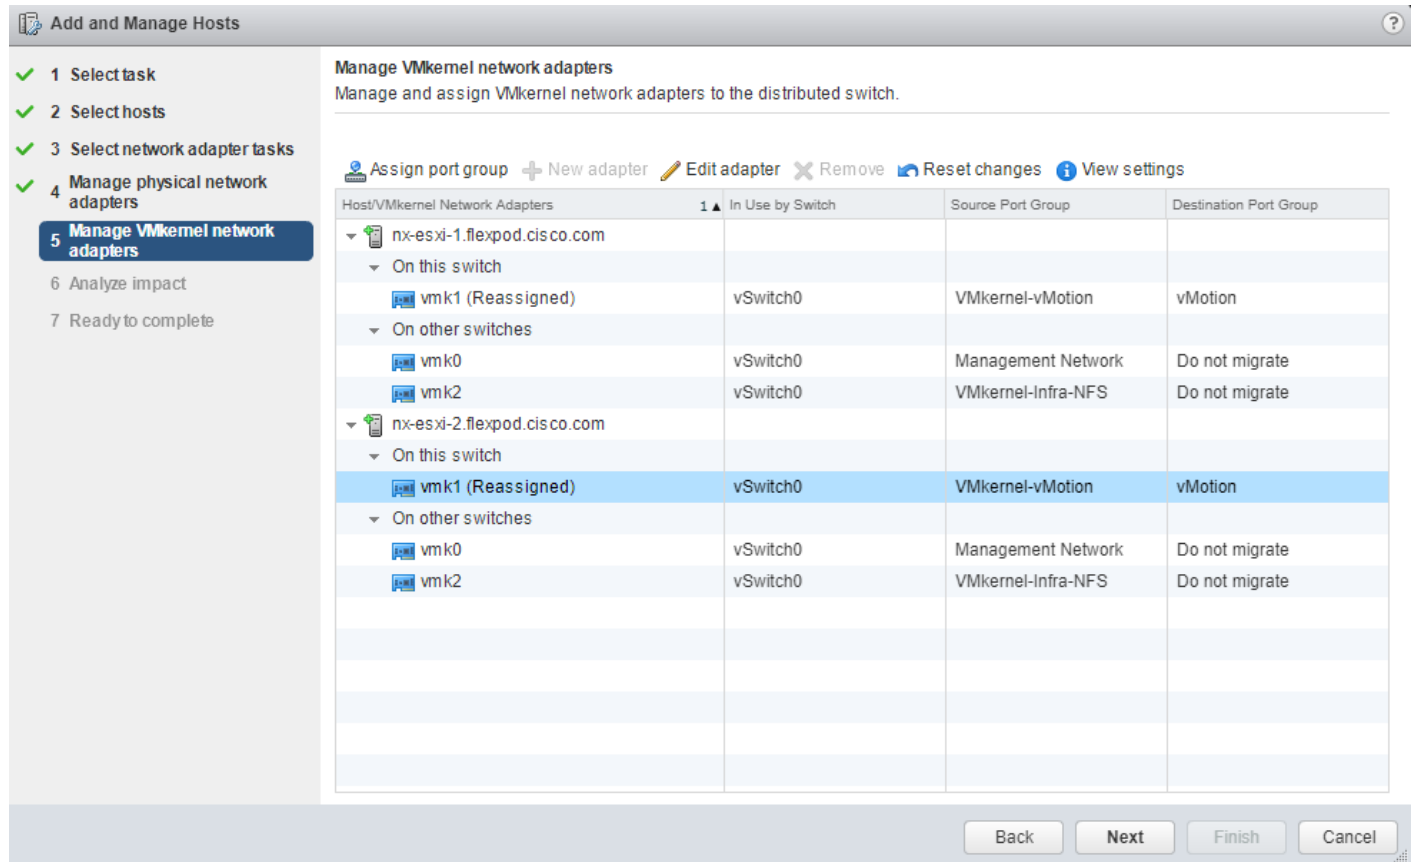 Add and Manage Hosts
?
1 Select task
2 Select hosts
3 Select network adapter tasks
4 Manage physical network
adapters
5 Manage VMkernel network
adapters
6 Analyze impact
7 Ready to complete
Manage VMkernel network adapters
Manage and assign VMkernel network adapters to the distributed switch.
Assign port group New adapter Edit adapter Remove Reset changes View settings
Host/VMkernel Network Adapters 1 ▲ In Use by Switch Source Port Group Destination Port Group
nx-esxi-1.flexpod.cisco.com
On this switch
vmk1 (Reassigned) vSwitch0 VMkernel-vMotion vMotion
On other switches
vmk0 vSwitch0 Management Network Do not migrate
vmk2 vSwitch0 VMkernel-Infra-NFS Do not migrate
nx-esxi-2.flexpod.cisco.com
On this switch
vmk1 (Reassigned) vSwitch0 VMkernel-vMotion vMotion
On other switches
vmk0 vSwitch0 Management Network Do not migrate
vmk2 vSwitch0 VMkernel-Infra-NFS Do not migrate
Back Next Finish Cancel